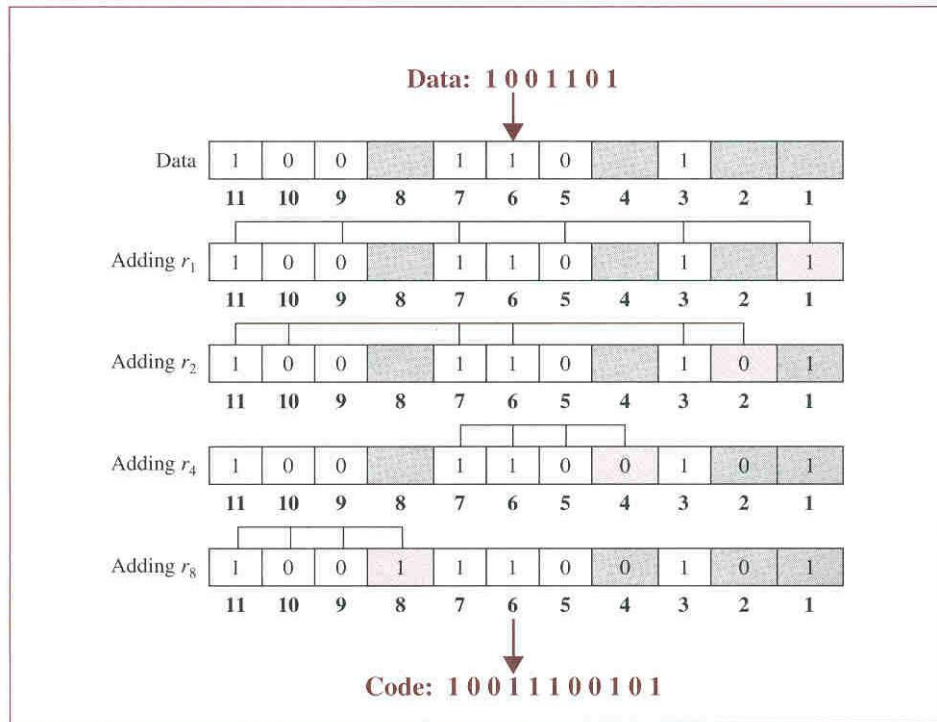 Data: 1 0 0 1 1 0 1
Data 1 0 0 1 1 0 1
11 10 9 8 7 6 5 4 3 2 1
Adding r1 1 0 0 1 1 0 1 1
11 10 9 8 7 6 5 4 3 2 1
Adding r2 1 0 0 1 1 0 1 0 1
11 10 9 8 7 6 5 4 3 2 1
Adding r4 1 0 0 1 1 0 0 1 0 1
11 10 9 8 7 6 5 4 3 2 1
Adding r8 1 0 0 1 1 1 0 0 1 0 1
11 10 9 8 7 6 5 4 3 2 1
Code: 1 0 0 1 1 1 0 0 1 0 1